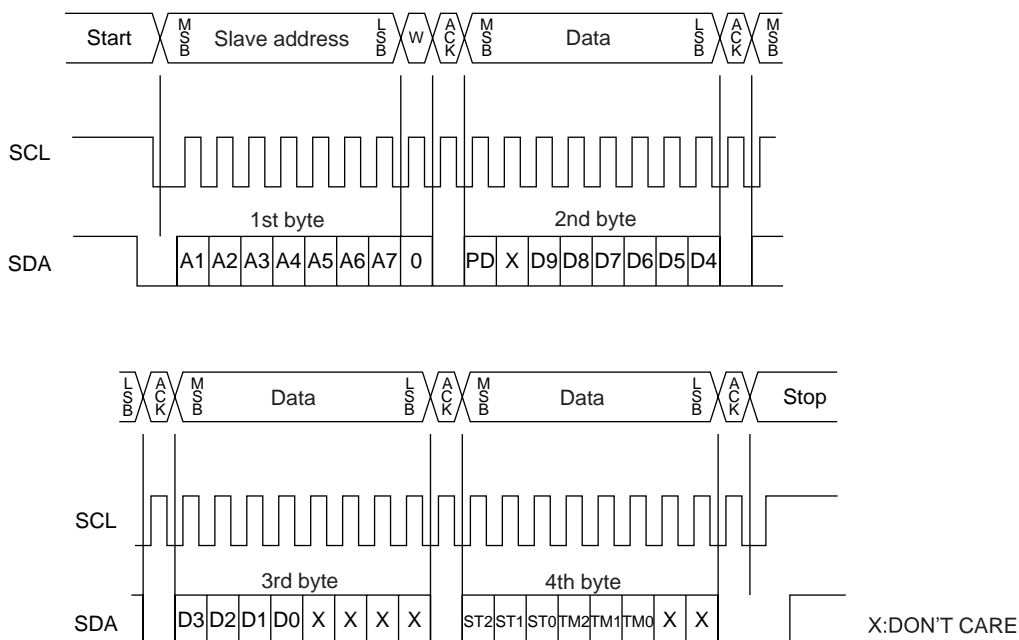 Start MSB Slave address LSB W ACK MSB Data LSB ACK MSB
SCL
1st byte 2nd byte
SDA A1 A2 A3 A4 A5 A6 A7 0 PD X D9 D8 D7 D6 D5 D4
LSB ACK MSB Data LSB ACK MSB Data LSB ACK Stop
SCL
3rd byte 4th byte
SDA D3 D2 D1 D0 X X X X ST2 ST1 ST0 TM2 TM1 TM0 X X X:DON'T CARE